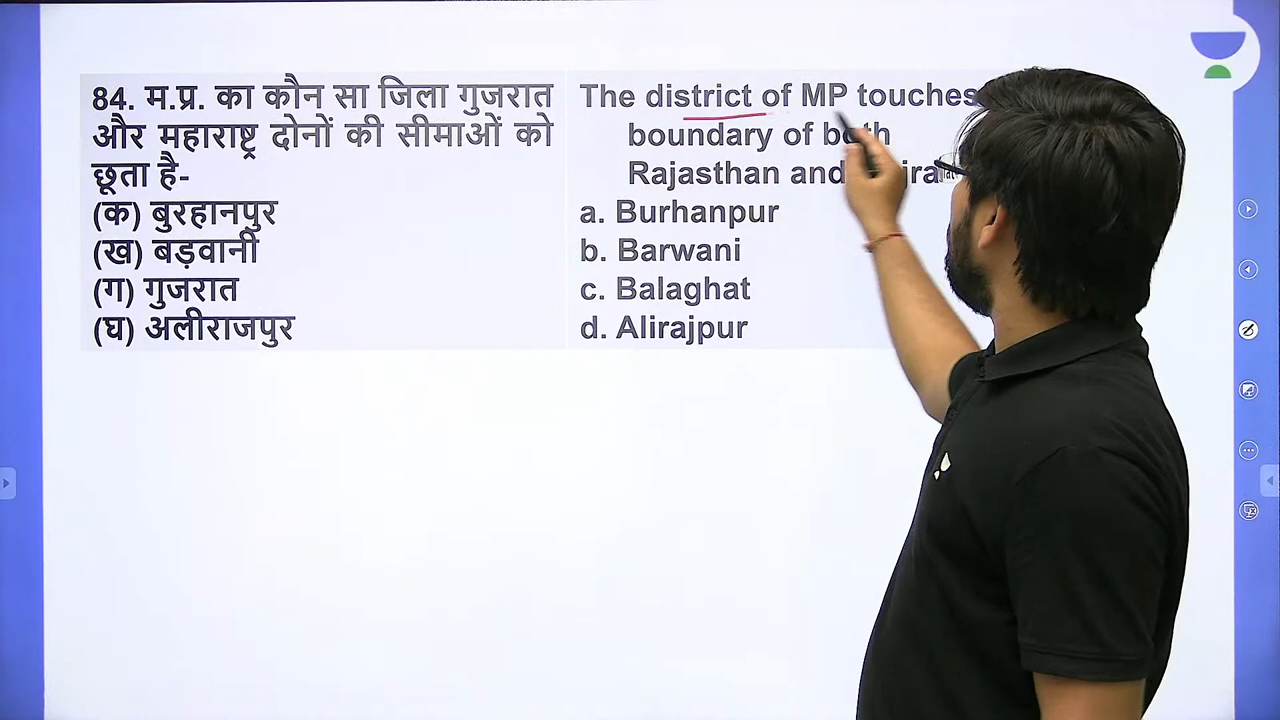 84. म.प्र. का कौन सा जिला गुजरात
और महाराष्ट्र दोनों की सीमाओं को
छूता है-
(क) बुरहानपुर
(ख) बड़वानी
(ग) गुजरात
(घ) अलीराजपुर
The district of MP touches
boundary of both
Rajasthan and
a. Burhanpur
b. Barwani
c. Balaghat
d. Alirajpur